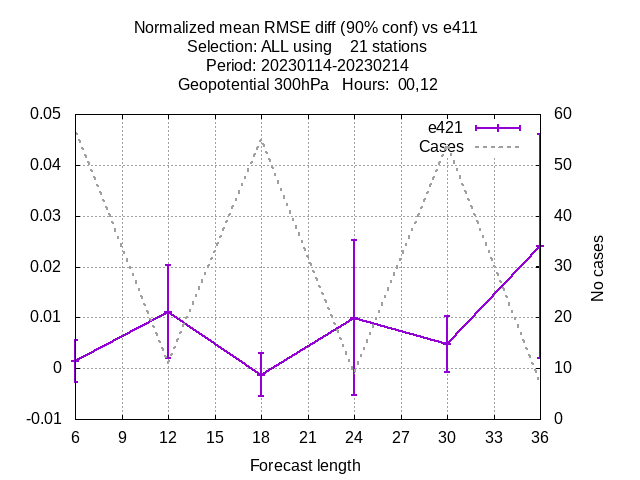 Normalized mean RMSE diff (90% conf) vs e411
Selection: ALL using    21 stations
Period: 20230114-20230214
Geopotential 300hPa   Hours:  00,12
e421
Cases
0.05
0.04
0.03
0.02
0.01
0
-0.01
60
50
40
30
20
10
0
No cases
6 9 12 15 18 21 24 27 30 33 36
Forecast length